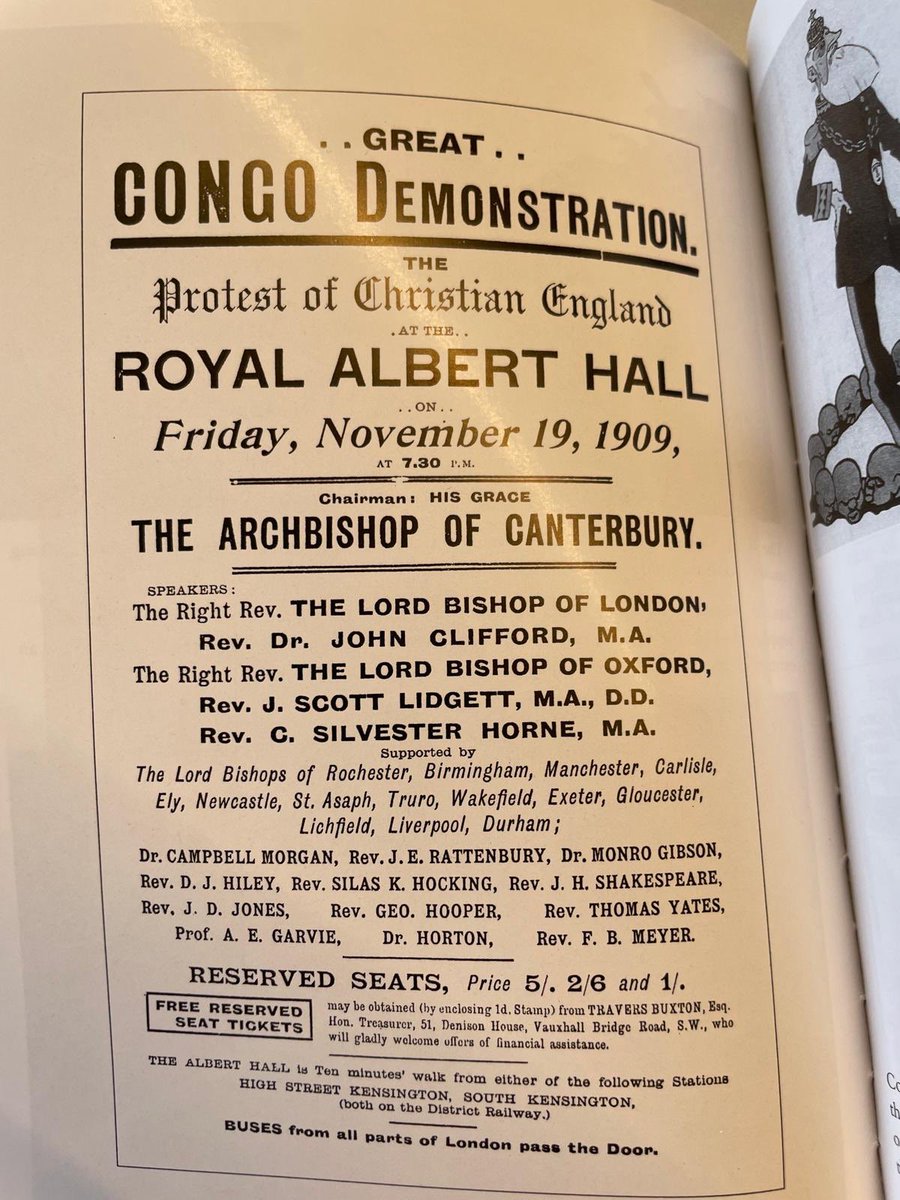 . . GREAT . .
CONGO DEMONSTRATION.
THE
Protest of Christian England
. AT THE. .
ROYAL ALBERT HALL
. . ON . .
Friday, November 19, 1909,
AT 7.30 P.M.
Chairman: HIS GRACE
THE ARCHBISHOP OF CANTERBURY.
SPEAKERS:
The Right Rev. THE LORD BISHOP OF LONDON,
Rev. Dr. JOHN CLIFFORD, M.A.
The Right Rev. THE LORD BISHOP OF OXFORD,
Rev. J. SCOTT LIDGETT, M.A., D.D.
Rev. C. SILVESTER HORNE, M.A.
Supported by
The Lord Bishops of Rochester, Birmingham, Manchester, Carlisle,
Ely, Newcastle, St. Asaph, Truro, Wakefield, Exeter, Gloucester,
Lichfield, Liverpool, Durham;
Dr. CAMPBELL MORGAN, Rev. J. E. RATTENBURY, Dr. MONRO GIBSON,
Rev. D. J. HILEY, Rev. SILAS K. HOCKING, Rev. J. H. SHAKESPEARE,
Rev. J. D. JONES, Rev. GEO. HOOPER, Rev. THOMAS YATES,
Prof. A. E. GARVIE, Dr. HORTON, Rev. F. B. MEYER.
RESERVED SEATS, Price 5/. 2/6 and 1/.
FREE RESERVED
SEAT TICKETS
may be obtained (by enclosing 1d. Stamp) from TRAVERS BUXTON, Esq.
Hon. Treasurer, 51, Denison House, Vauxhall Bridge Road, S.W., who
will gladly welcome offers of financial assistance.
THE ALBERT HALL is Ten minutes' walk from either of the following Stations
HIGH STREET KENSINGTON, SOUTH KENSINGTON,
(both on the District Railway.)
BUSES from all parts of London pass the Door.